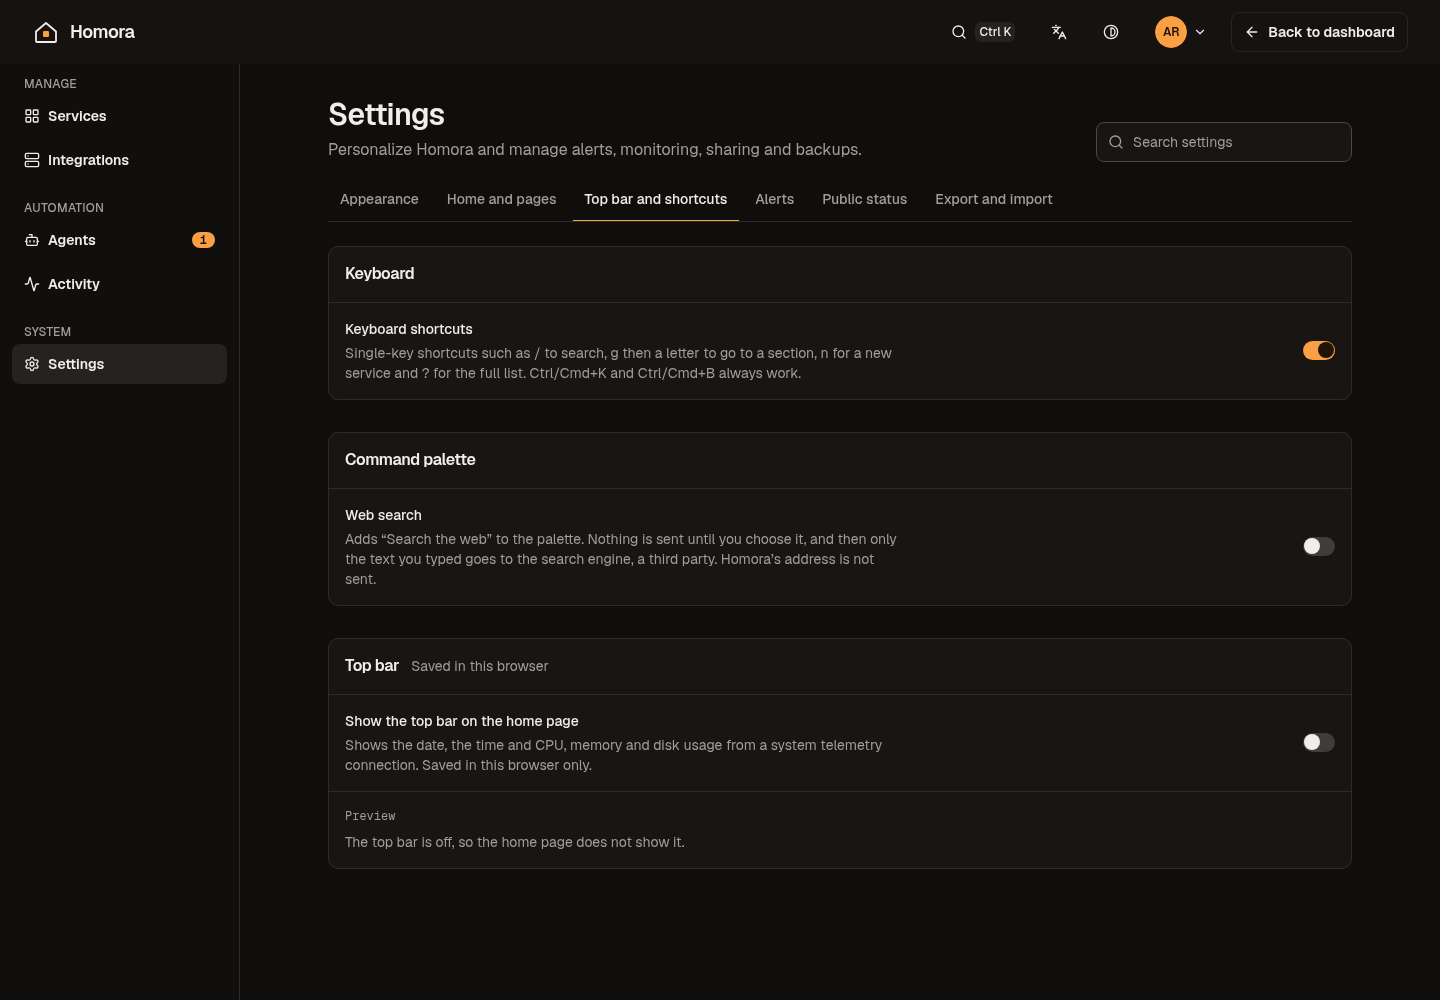 Homora
Ctrl K
AR
Back to dashboard
MANAGE
Services
Integrations
AUTOMATION
Agents
1
Activity
SYSTEM
Settings
Settings
Personalize Homora and manage alerts, monitoring, sharing and backups.
Search settings
Appearance
Home and pages
Top bar and shortcuts
Alerts
Public status
Export and import
Keyboard
Keyboard shortcuts
Single-key shortcuts such as / to search, g then a letter to go to a section, n for a new
service and ? for the full list. Ctrl/Cmd+K and Ctrl/Cmd+B always work.
Command palette
Web search
Adds “Search the web” to the palette. Nothing is sent until you choose it, and then only
the text you typed goes to the search engine, a third party. Homora’s address is not
sent.
Top bar Saved in this browser
Show the top bar on the home page
Shows the date, the time and CPU, memory and disk usage from a system telemetry
connection. Saved in this browser only.
Preview
The top bar is off, so the home page does not show it.